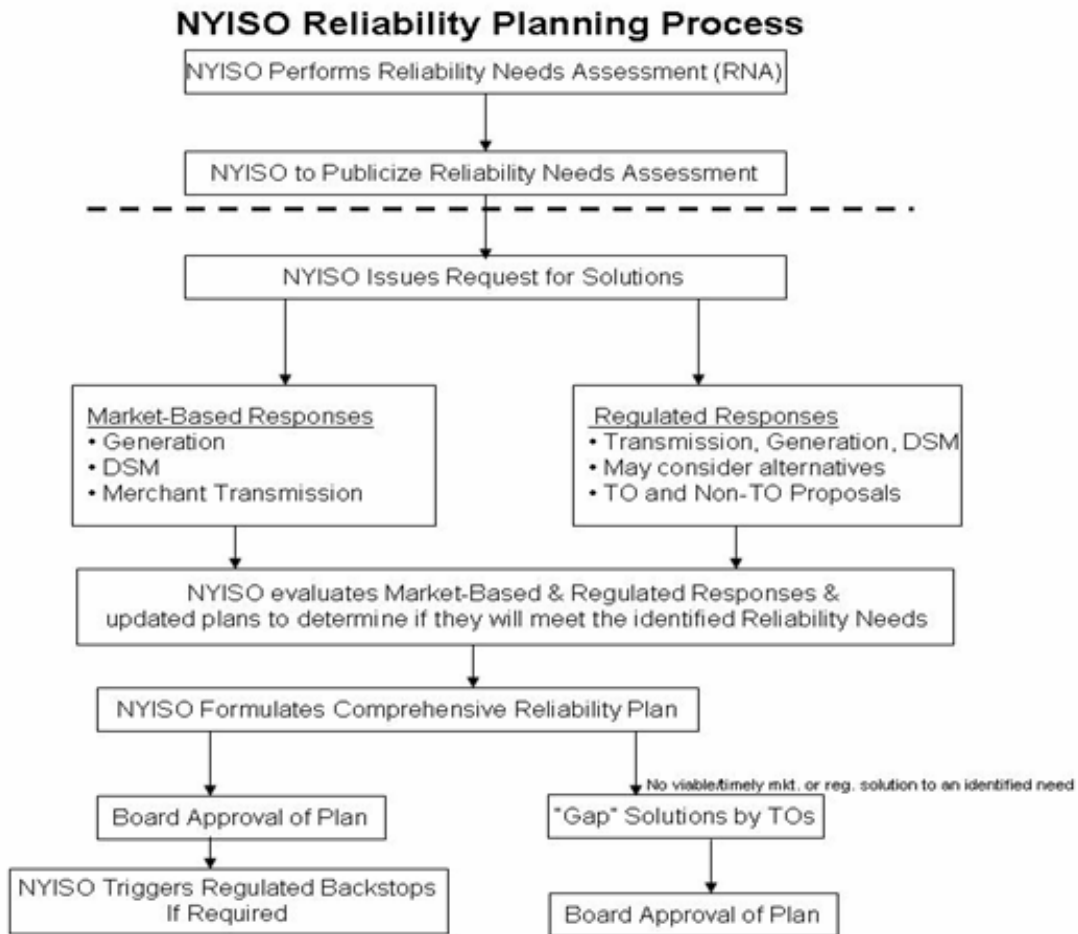 NYISO Reliability Planning Process
NYISO Performs Reliability Needs Assessment (RNA)
NYISO to Publicize Reliability Needs Assessment
NYISO Issues Request for Solutions
Market-Based Responses
• Generation
• DSM
• Merchant Transmission
Regulated Responses
• Transmission, Generation, DSM
• May consider alternatives
• TO and Non-TO Proposals
NYISO evaluates Market-Based & Regulated Responses &
updated plans to determine if they will meet the identified Reliability Needs
NYISO Formulates Comprehensive Reliability Plan
No viable/timely mkt. or reg. solution to an identified need
Board Approval of Plan
"Gap" Solutions by TOs
NYISO Triggers Regulated Backstops
If Required
Board Approval of Plan